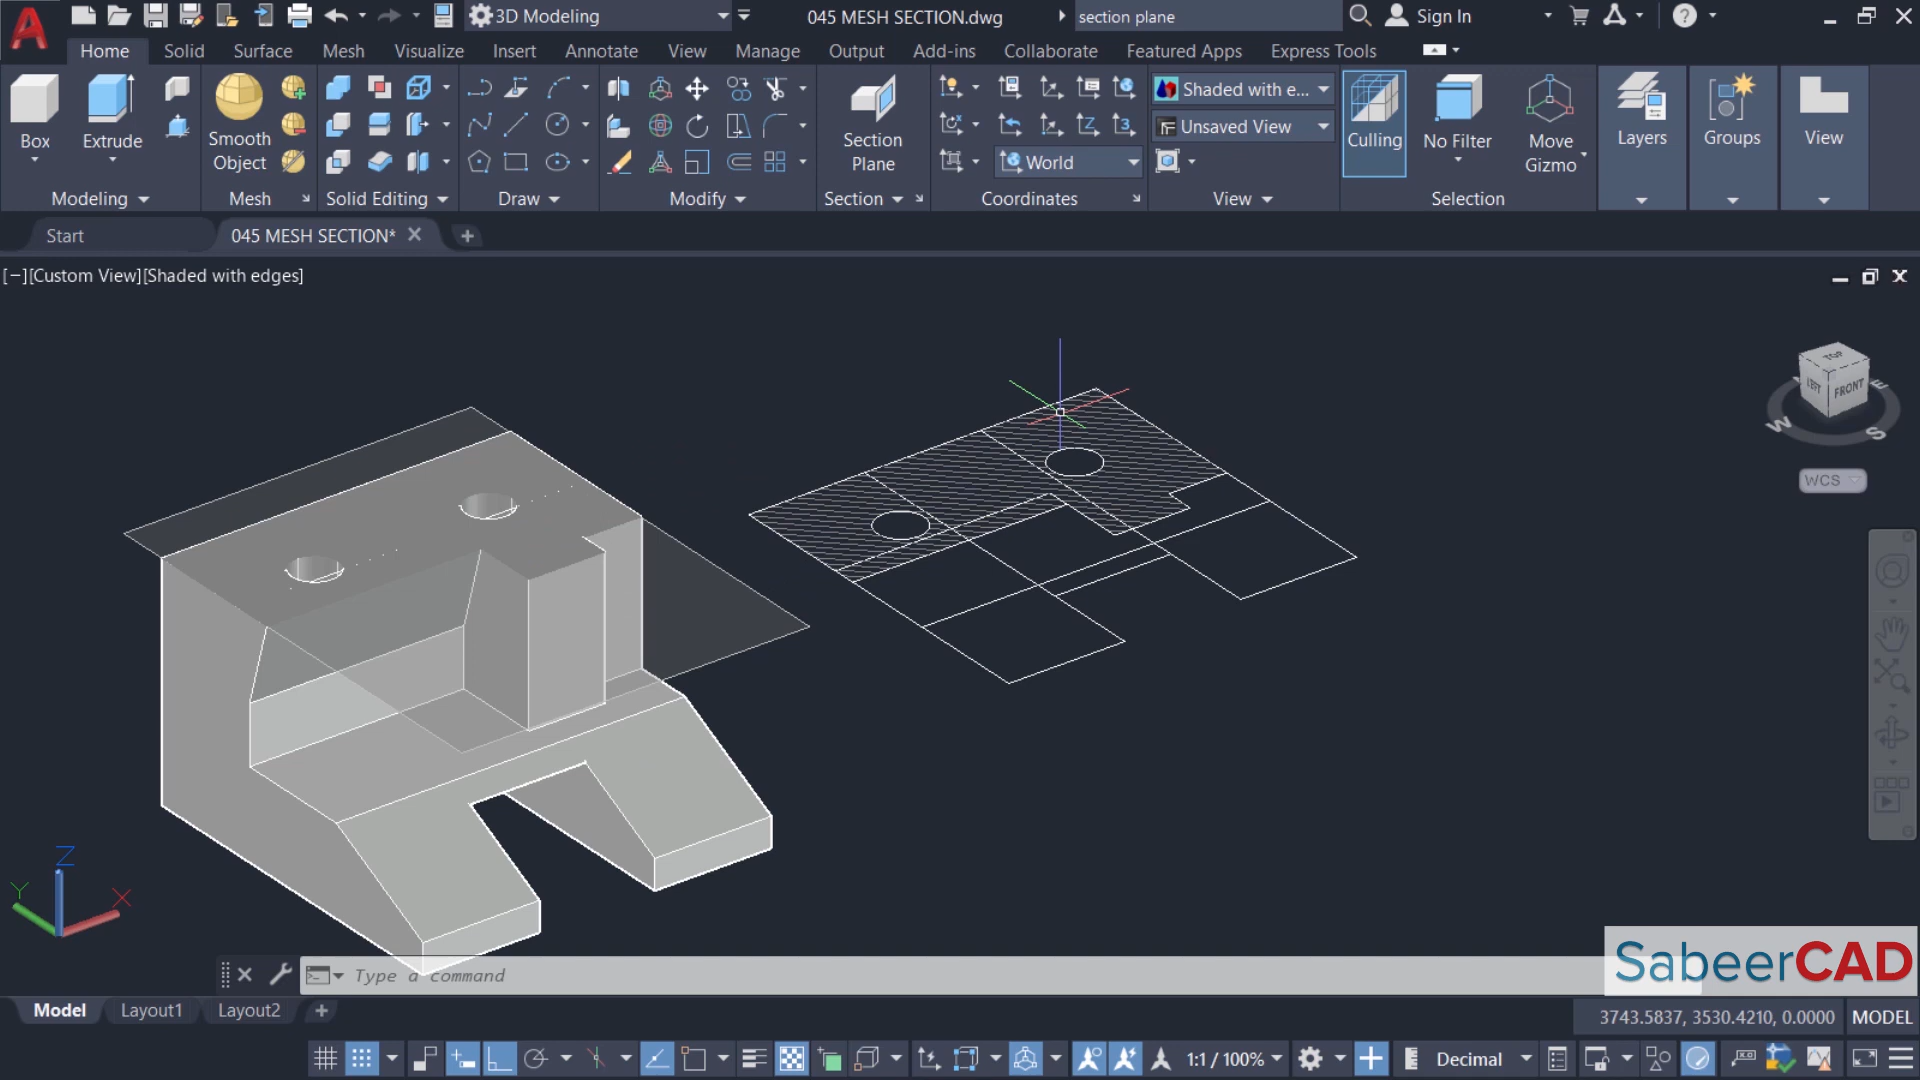 3D Modeling
045 MESH SECTION.dwg
section plane
Sign In
Home
Solid
Surface
Mesh
Visualize
Insert
Annotate
View
Manage
Output
Add-ins
Collaborate
Featured Apps
Express Tools
Box
Extrude
Smooth
Object
Section
Plane
Shaded with e...
Unsaved View
World
Culling
No Filter
Move
Gizmo
Layers
Groups
View
Modeling
Mesh
Solid Editing
Draw
Modify
Section
Coordinates
View
Selection
Start
045 MESH SECTION*
[−][Custom View][Shaded with edges]
TOP
LEFT
FRONT
W
S
E
WCS
Z
Y
X
Type a command
SabeerCAD
Model
Layout1
Layout2
3743.5837, 3530.4210, 0.0000
MODEL
1:1 / 100%
Decimal